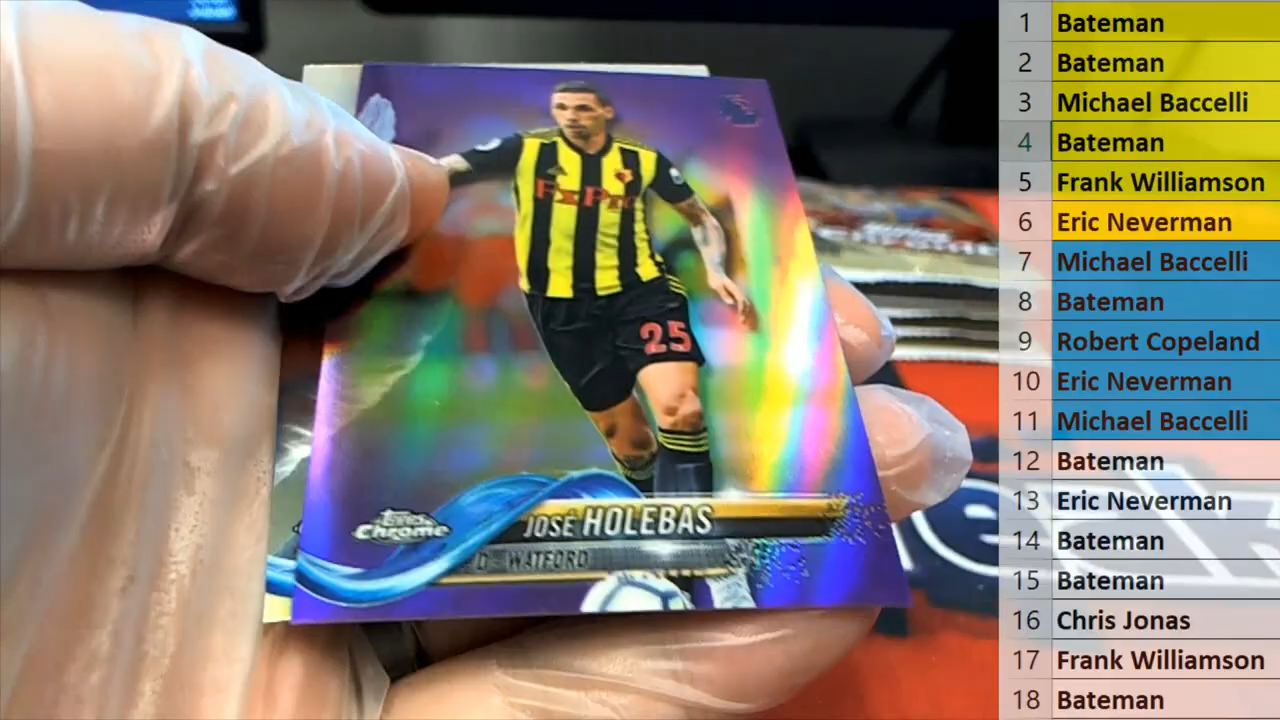 FxPro
25
Topps
Chrome
JOSÉ HOLEBAS
D - WATFORD
1 Bateman
2 Bateman
3 Michael Baccelli
4 Bateman
5 Frank Williamson
6 Eric Neverman
7 Michael Baccelli
8 Bateman
9 Robert Copeland
10 Eric Neverman
11 Michael Baccelli
12 Bateman
13 Eric Neverman
14 Bateman
15 Bateman
16 Chris Jonas
17 Frank Williamson
18 Bateman